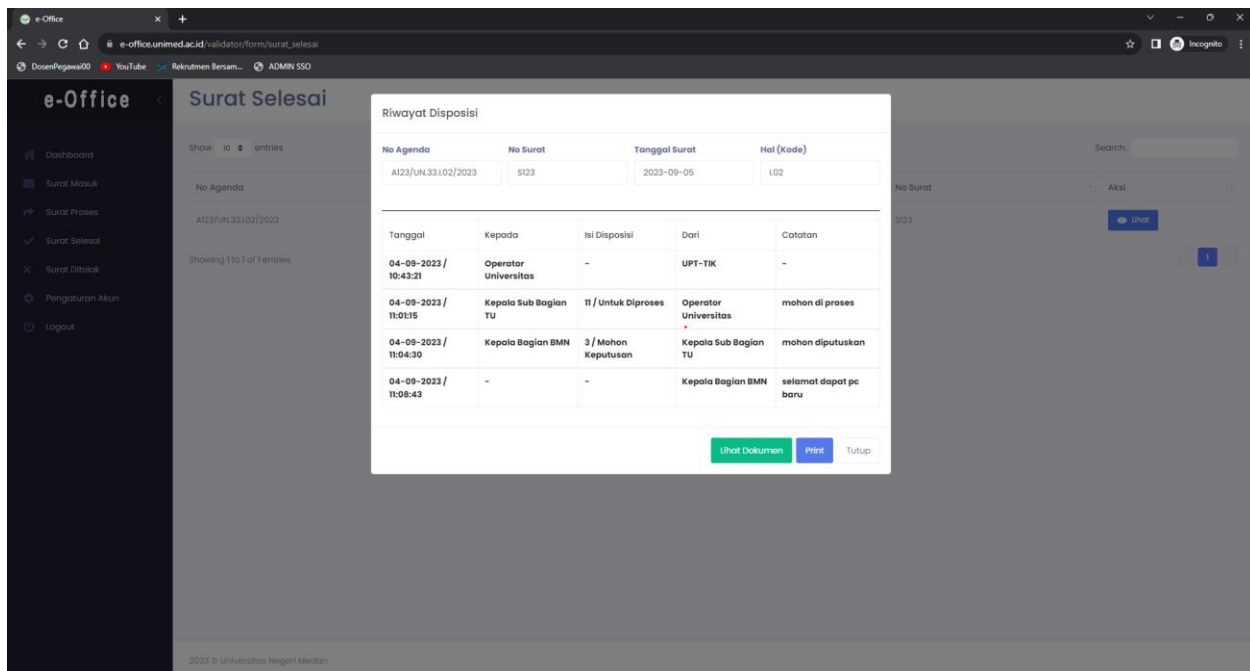 e-Office
e-office.unimed.ac.id/validator/form/surat_selesai
Incognito
DosenPegawai00 YouTube Rekrutmen Bersam... ADMIN SSO
e-Office
Dashboard
Surat Masuk
Surat Proses
Surat Selesai
Surat Ditolak
Pengaturan Akun
Logout
Surat Selesai
Show 10 entries
Search:
No Agenda
No Surat
Aksi
A123/UN.33.I.02/2023
S123
Lihat
Showing 1 to 1 of 1 entries
1
Riwayat Disposisi
No Agenda No Surat Tanggal Surat Hal (Kode)
A123/UN.33.I.02/2023 S123 2023-09-05 I.02
Tanggal Kepada Isi Disposisi Dari Catatan
04-09-2023 / Operator - UPT-TIK -
10:43:21 Universitas
04-09-2023 / Kepala Sub Bagian 11 / Untuk Diproses Operator mohon di proses
11:01:15 TU Universitas
04-09-2023 / Kepala Bagian BMN 3 / Mohon Kepala Sub Bagian mohon diputuskan
11:04:30 Keputusan TU
04-09-2023 / - - Kepala Bagian BMN selamat dapat pc
11:08:43 baru
Lihat Dokumen Print Tutup
2023 © Universitas Negeri Medan